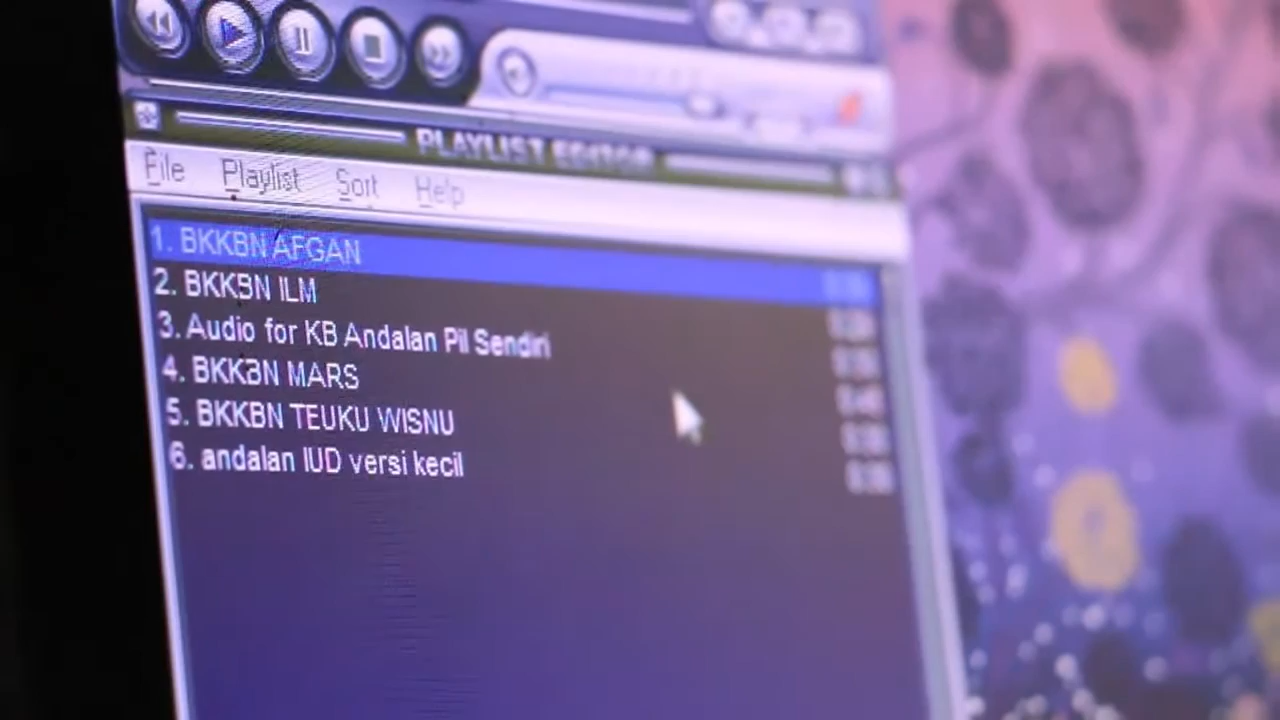 PLAYLIST EDITOR
File Playlist Sort Help
1. BKKBN AFGAN
2. BKKBN ILM
3. Audio for KB Andalan Pil Sendiri
4. BKKBN MARS
5. BKKBN TEUKU WISNU
6. andalan IUD versi kecil